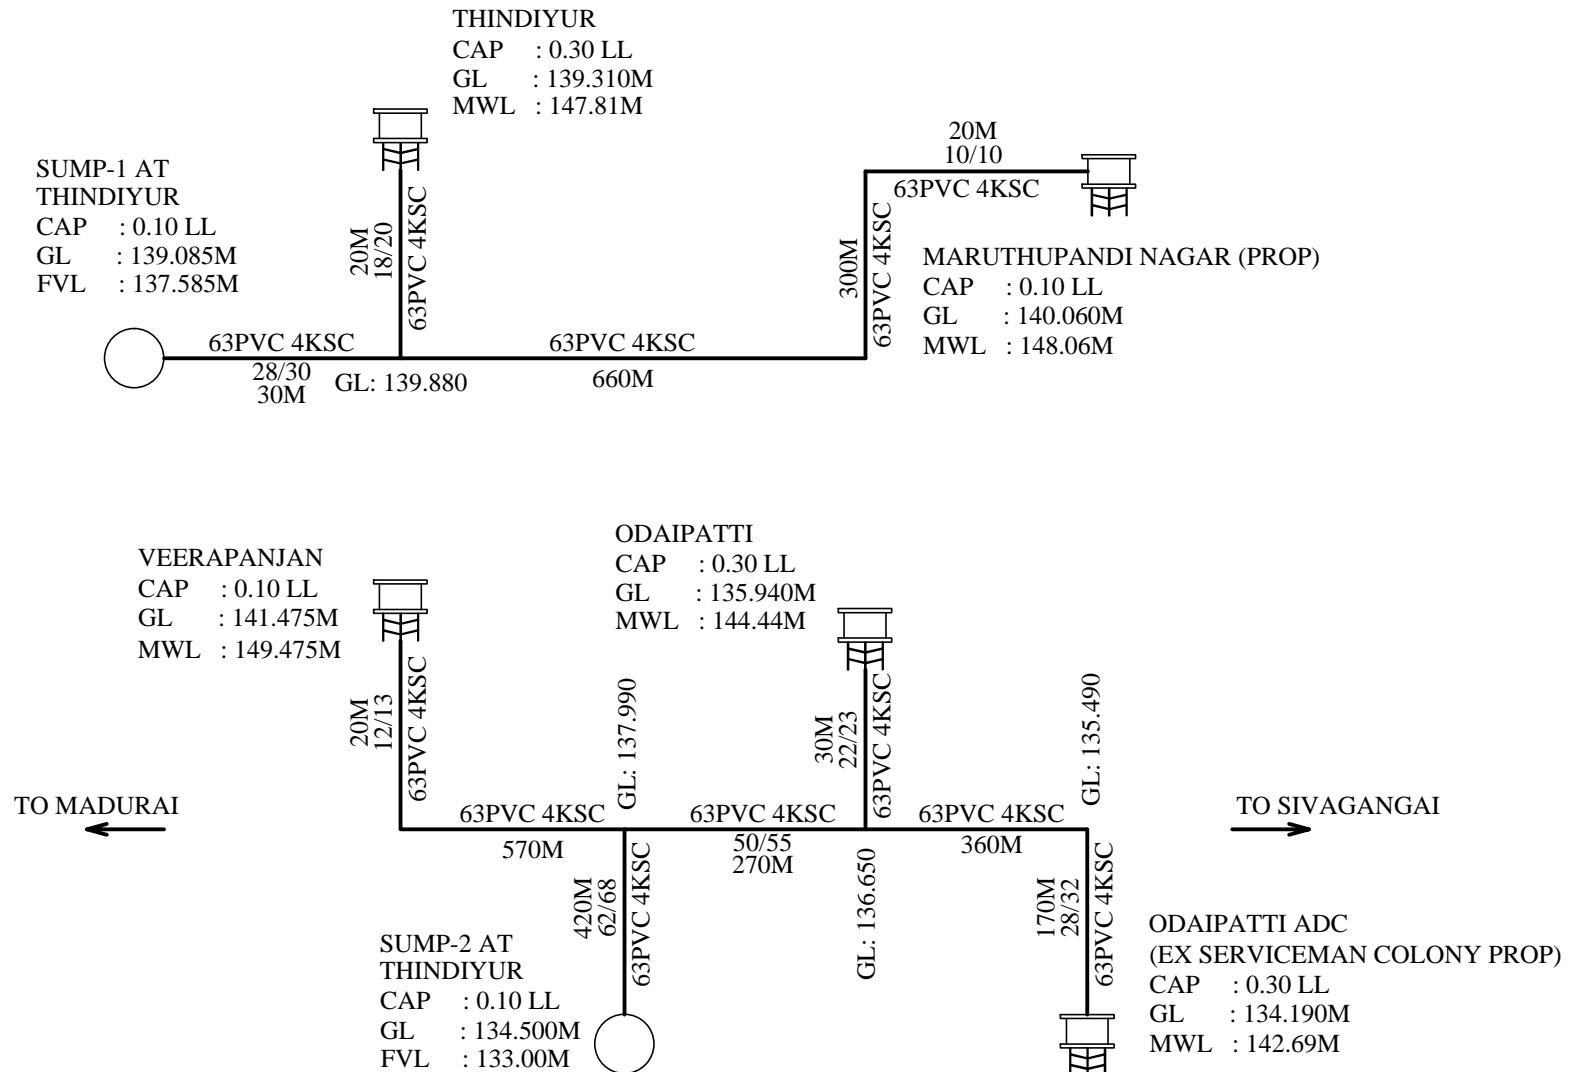 THINDIYUR
CAP : 0.30 LL
GL : 139.310M
MWL : 147.81M
SUMP-1 AT
THINDIYUR
CAP : 0.10 LL
GL : 139.085M
FVL : 137.585M
20M
18/20
63PVC 4KSC
63PVC 4KSC
28/30
30M
GL: 139.880
63PVC 4KSC
660M
300M
63PVC 4KSC
20M
10/10
63PVC 4KSC
MARUTHUPANDI NAGAR (PROP)
CAP : 0.10 LL
GL : 140.060M
MWL : 148.06M
VEERAPANJAN
CAP : 0.10 LL
GL : 141.475M
MWL : 149.475M
20M
12/13
63PVC 4KSC
ODAIPATTI
CAP : 0.30 LL
GL : 135.940M
MWL : 144.44M
GL: 137.990
30M
22/23
63PVC 4KSC
GL: 135.490
TO MADURAI
63PVC 4KSC
570M
63PVC 4KSC
50/55
270M
63PVC 4KSC
360M
TO SIVAGANGAI
420M
62/68
63PVC 4KSC
GL: 136.650
170M
28/32
63PVC 4KSC
SUMP-2 AT
THINDIYUR
CAP : 0.10 LL
GL : 134.500M
FVL : 133.00M
ODAIPATTI ADC
(EX SERVICEMAN COLONY PROP)
CAP : 0.30 LL
GL : 134.190M
MWL : 142.69M